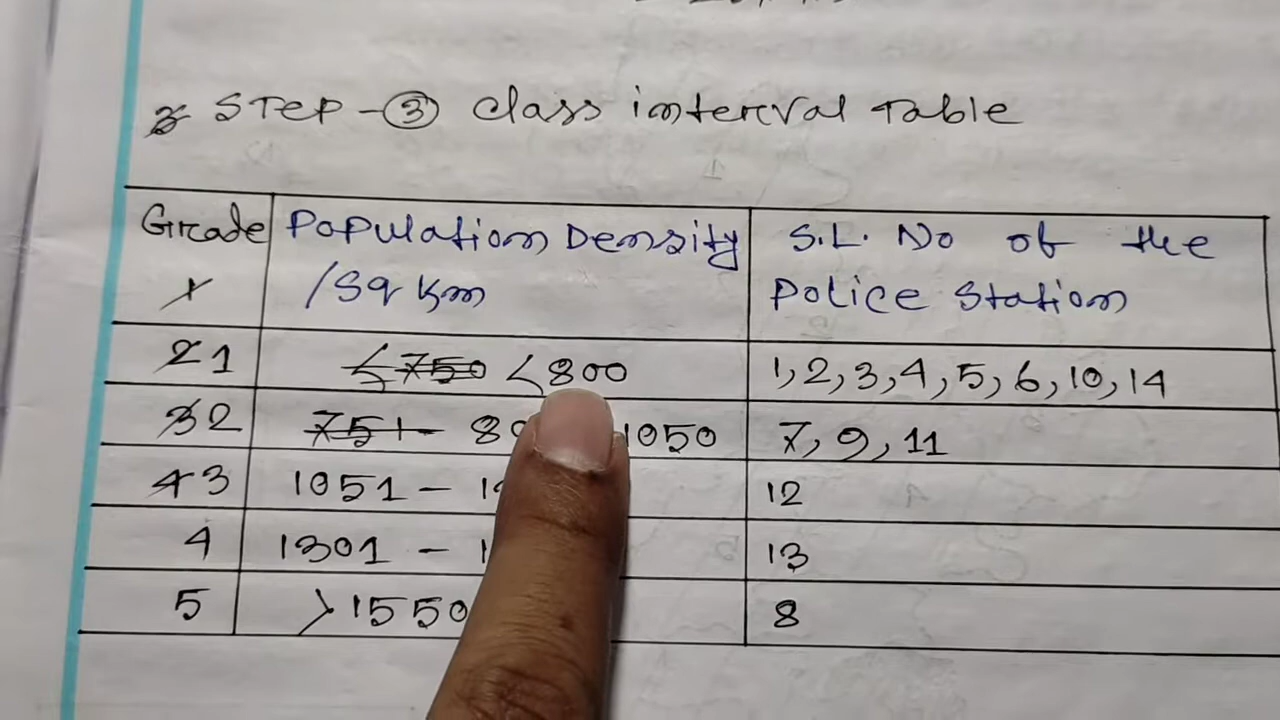 STEP - ③ Class interval Table
Grade Population Density S.L. No of the
X /Sq Km Police Station
1 <750 <800 1, 2, 3, 4, 5, 6, 10, 14
2 751- 1050 7, 9, 11
3 1051 - 12
4 1301 - 13
5 >1550 8